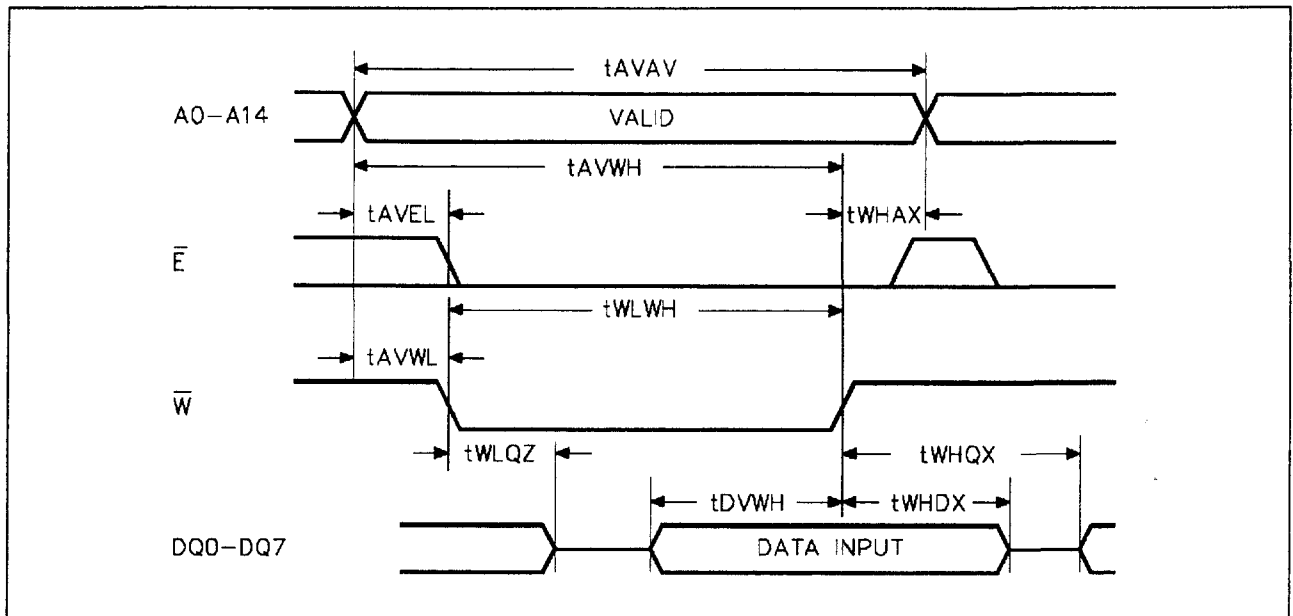 tAVAV
A0-A14
VALID
tAVWH
tAVEL
tWHAX
E̅
tWLWH
tAVWL
W̅
tWLQZ
tWHQX
tDVWH
tWHDX
DQ0-DQ7
DATA INPUT